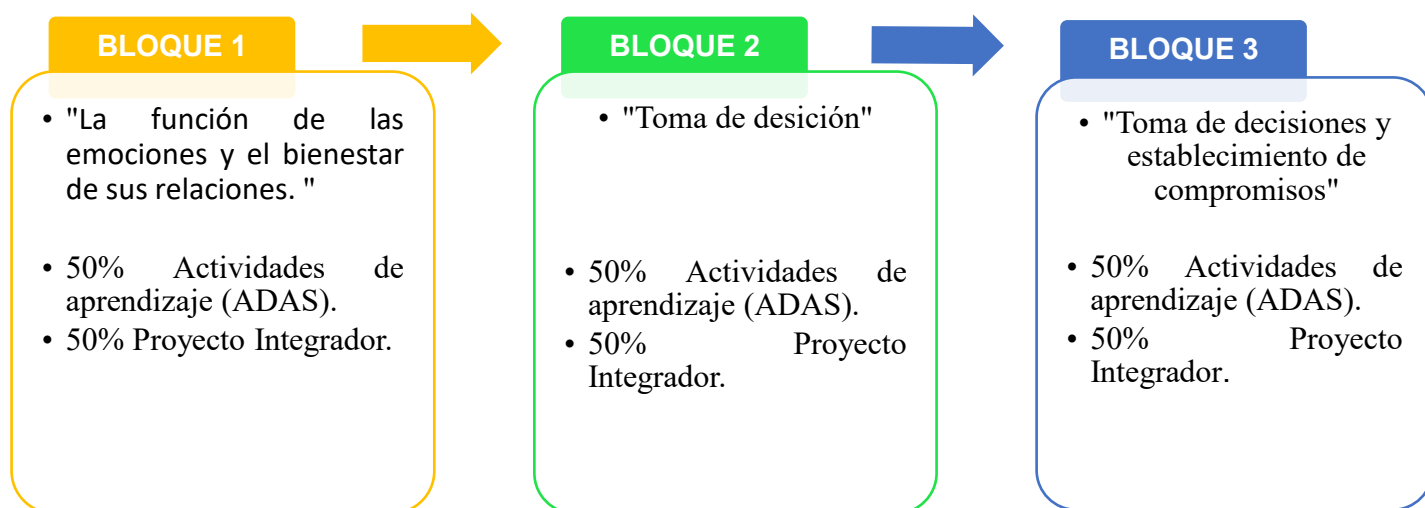 BLOQUE 1
• "La función de las
emociones y el bienestar
de sus relaciones. "
• 50% Actividades de
aprendizaje (ADAS).
• 50% Proyecto Integrador.
BLOQUE 2
• "Toma de desición"
• 50% Actividades de
aprendizaje (ADAS).
• 50% Proyecto
Integrador.
BLOQUE 3
• "Toma de decisiones y
establecimiento de
compromisos"
• 50% Actividades de
aprendizaje (ADAS).
• 50% Proyecto
Integrador.